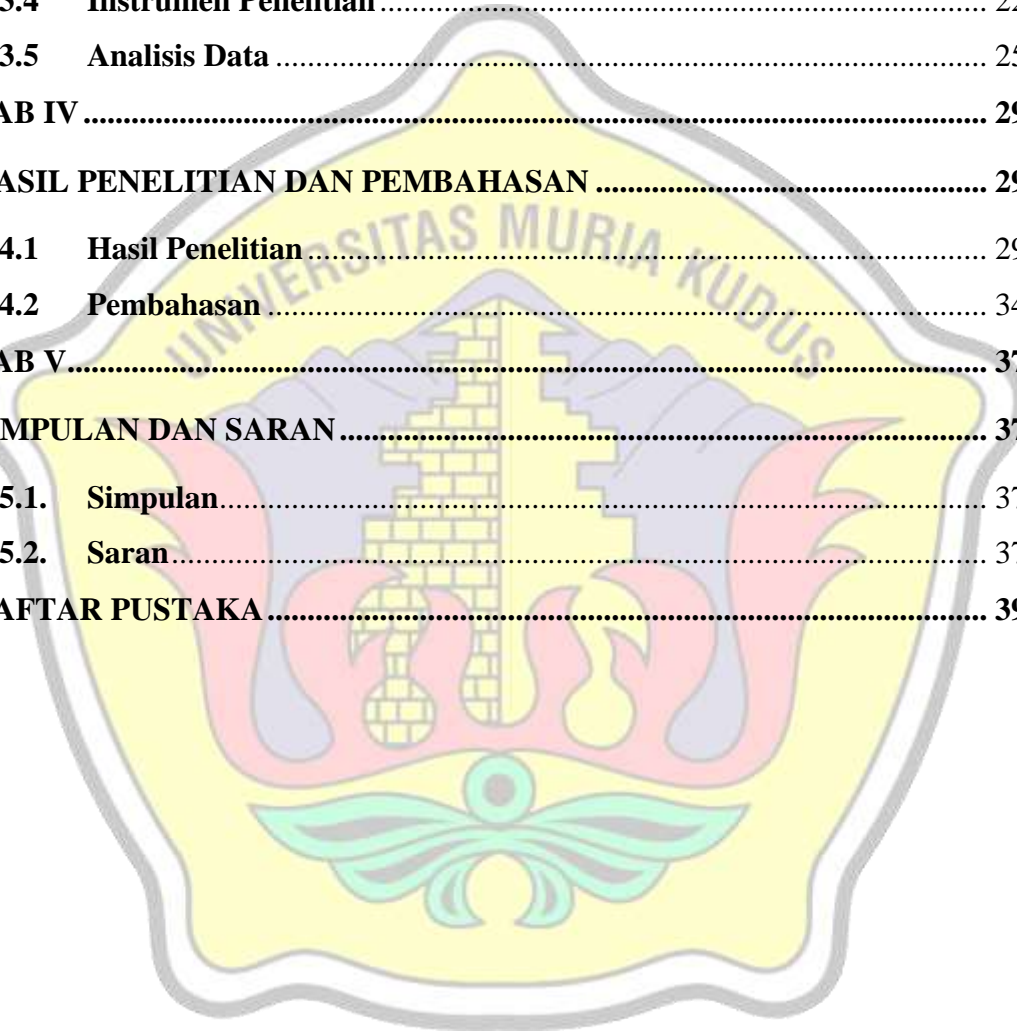 3.4 Instrumen Penelitian ........ 22
3.5 Analisis Data ........ 25
AB IV ........ 29
ASIL PENELITIAN DAN PEMBAHASAN ........ 29
4.1 Hasil Penelitian ........ 29
4.2 Pembahasan ........ 34
AB V ........ 37
MPULAN DAN SARAN ........ 37
5.1. Simpulan ........ 37
5.2. Saran ........ 37
AFTAR PUSTAKA ........ 39
UNIVERSITAS MURIA KUDUS